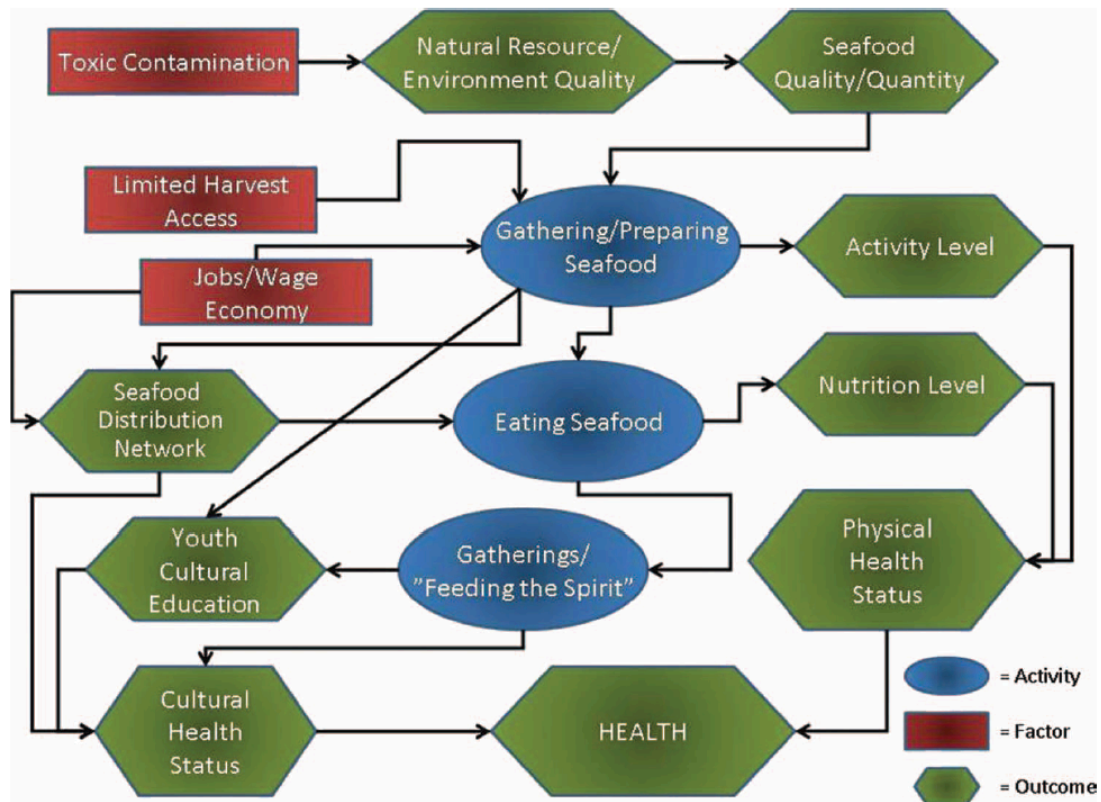 Toxic Contamination
Natural Resource/
Environment Quality
Seafood
Quality/Quantity
Limited Harvest
Access
Gathering/Preparing
Seafood
Activity Level
Jobs/Wage
Economy
Seafood
Distribution
Network
Eating Seafood
Nutrition Level
Youth
Cultural
Education
Gatherings/
”Feeding the Spirit”
Physical
Health
Status
Cultural
Health
Status
HEALTH
= Activity
= Factor
= Outcome